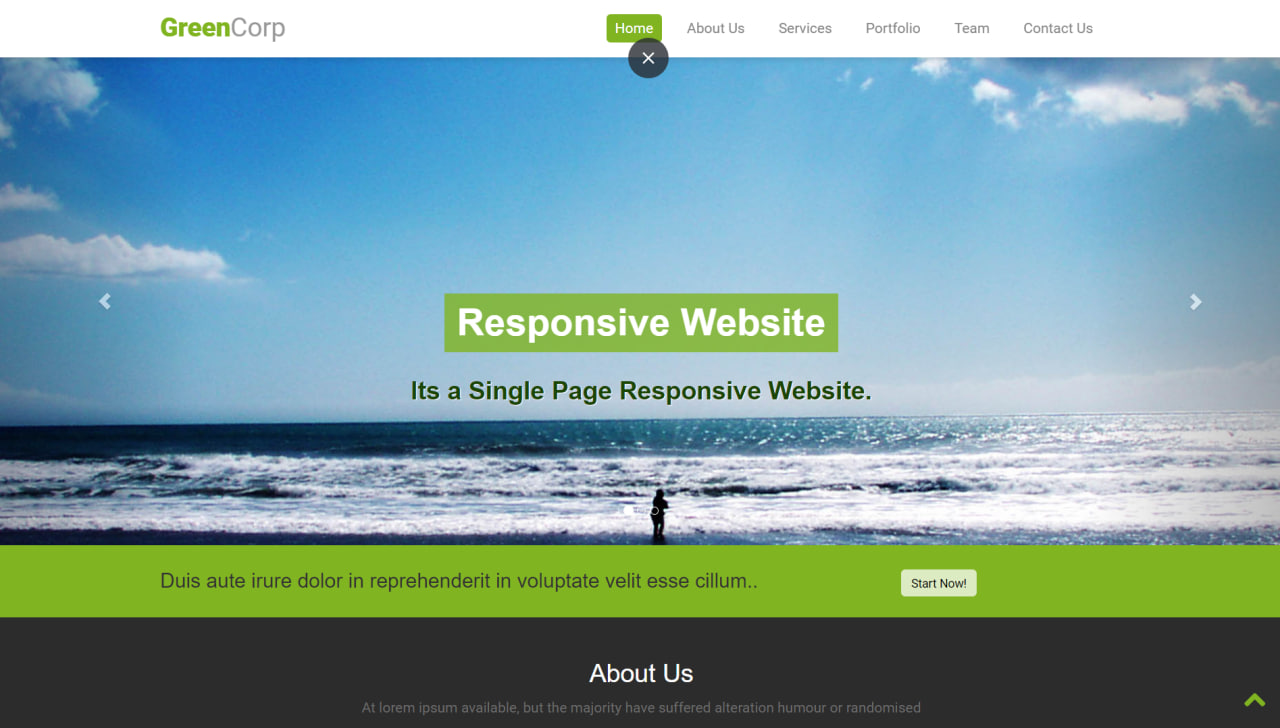 GreenCorp
Home About Us Services Portfolio Team Contact Us
Responsive Website
Its a Single Page Responsive Website.
Duis aute irure dolor in reprehenderit in voluptate velit esse cillum..
Start Now!
About Us
At lorem ipsum available, but the majority have suffered alteration humour or randomised